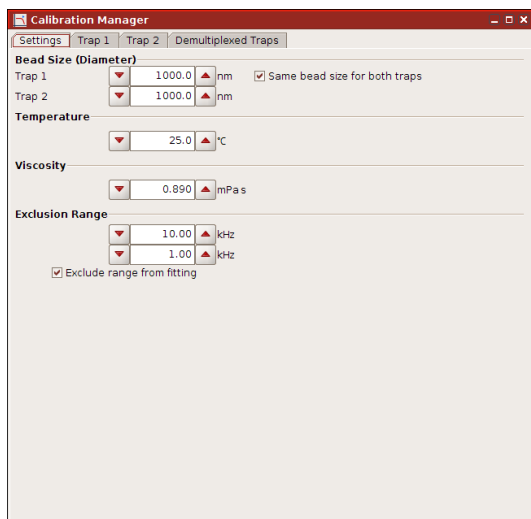 Calibration Manager
Settings Trap 1 Trap 2 Demultiplexed Traps
Bead Size (Diameter)
Trap 1 1000.0 nm Same bead size for both traps
Trap 2 1000.0 nm
Temperature
25.0 °C
Viscosity
0.890 mPa s
Exclusion Range
10.00 kHz
1.00 kHz
Exclude range from fitting